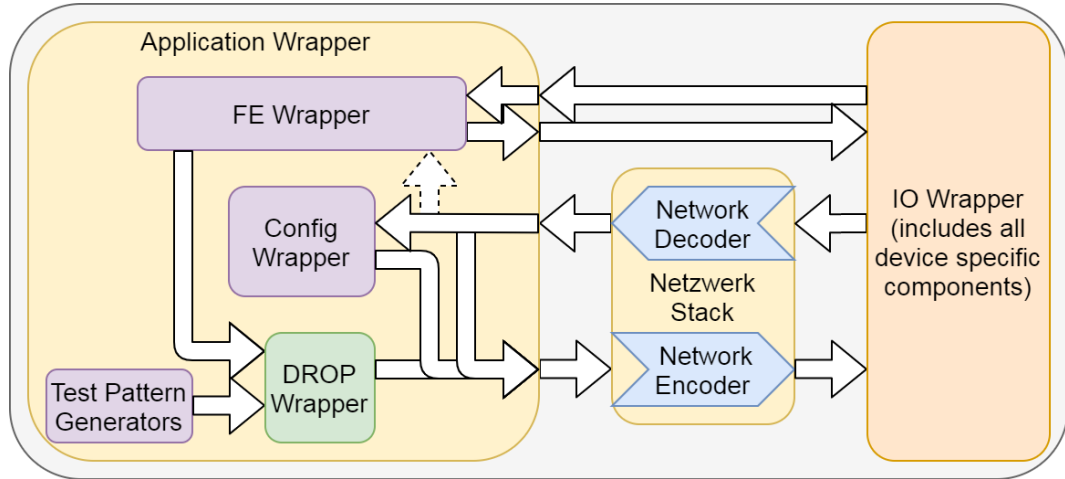 Application Wrapper
FE Wrapper
Config
Wrapper
Test Pattern
Generators
DROP
Wrapper
Network
Decoder
Netzwerk
Stack
Network
Encoder
IO Wrapper
(includes all
device specific
components)